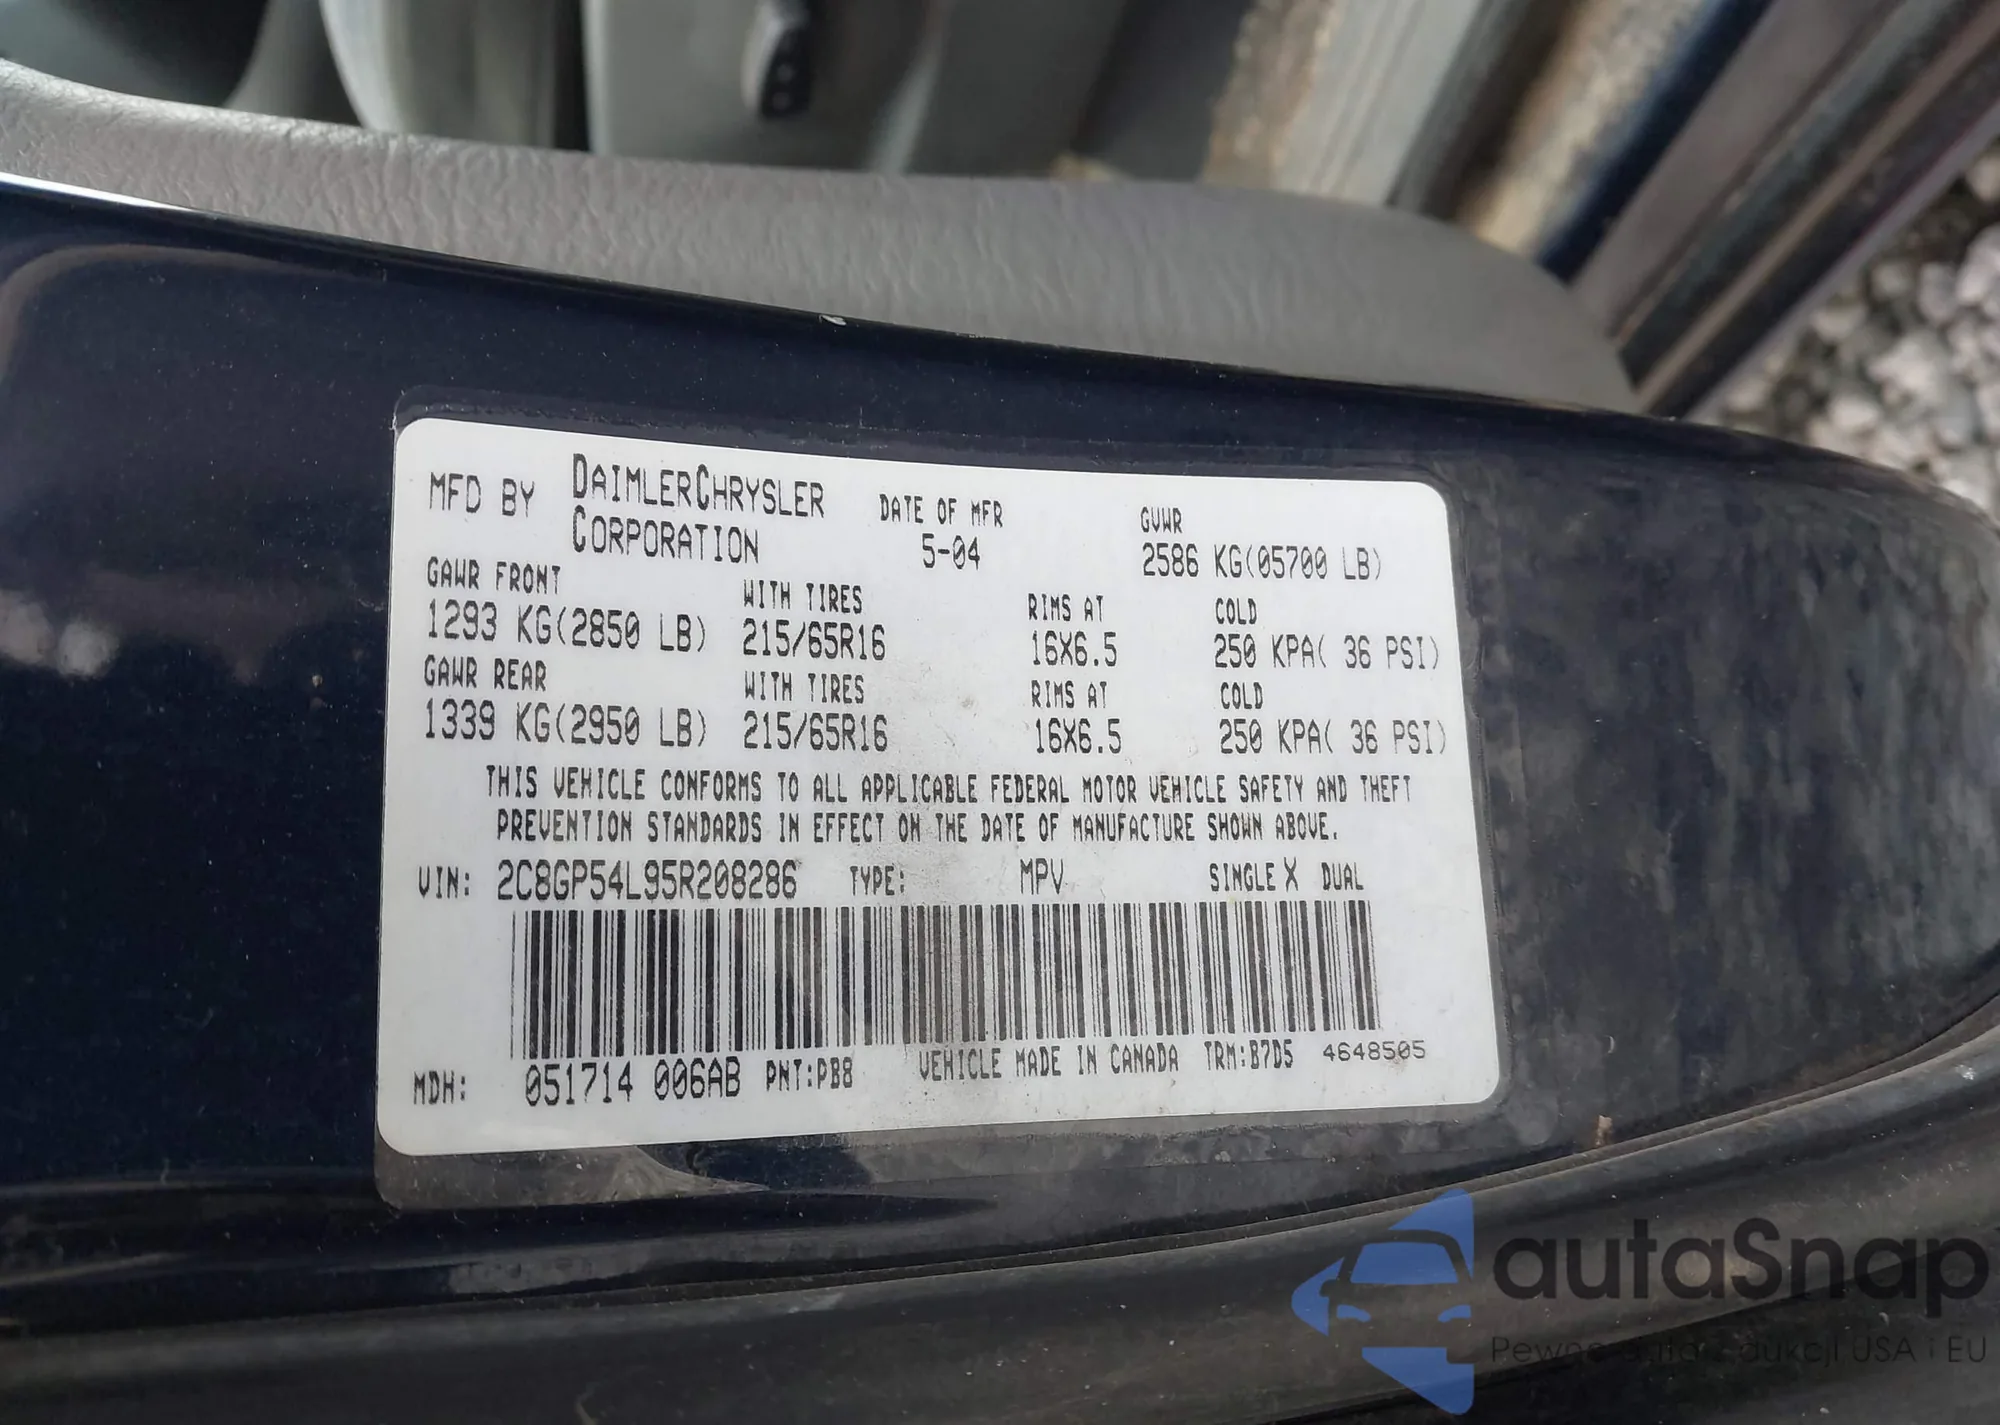 MFD BY DAIMLERCHRYSLER CORPORATION DATE OF MFR 5-04 GVWR 2586 KG(05700 LB)
GAWR FRONT WITH TIRES RIMS AT COLD
1293 KG(2850 LB) 215/65R16 16X6.5 250 KPA( 36 PSI)
GAWR REAR WITH TIRES RIMS AT COLD
1339 KG(2950 LB) 215/65R16 16X6.5 250 KPA( 36 PSI)
THIS VEHICLE CONFORMS TO ALL APPLICABLE FEDERAL MOTOR VEHICLE SAFETY AND THEFT
PREVENTION STANDARDS IN EFFECT ON THE DATE OF MANUFACTURE SHOWN ABOVE.
VIN: 2C8GP54L95R208286 TYPE: MPV SINGLE X DUAL
MDH: 051714 006AB PNT:PB8 VEHICLE MADE IN CANADA TRM:B7D5 4648505
autaSnap
USA i EU